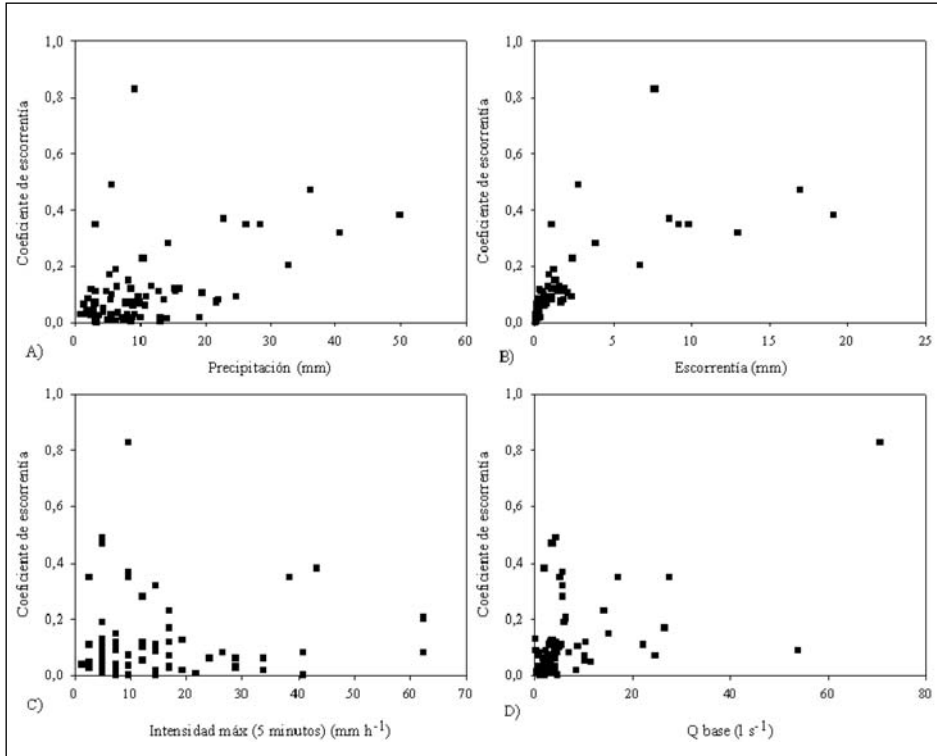 1,0
0,8
0,6
0,4
0,2
0,0
Coeficiente de escorrentía
0 10 20 30 40 50 60
A)
Precipitación (mm)
1,0
0,8
0,6
0,4
0,2
0,0
Coeficiente de escorrentía
0 5 10 15 20 25
B)
Escorrentía (mm)
1,0
0,8
0,6
0,4
0,2
0,0
Coeficiente de escorrentía
0 10 20 30 40 50 60 70
C)
Intensidad máx (5 minutos) (mm h⁻¹)
1,0
0,8
0,6
0,4
0,2
0,0
Coeficiente de escorrentía
0 20 40 60 80
D)
Q base (l s⁻¹)